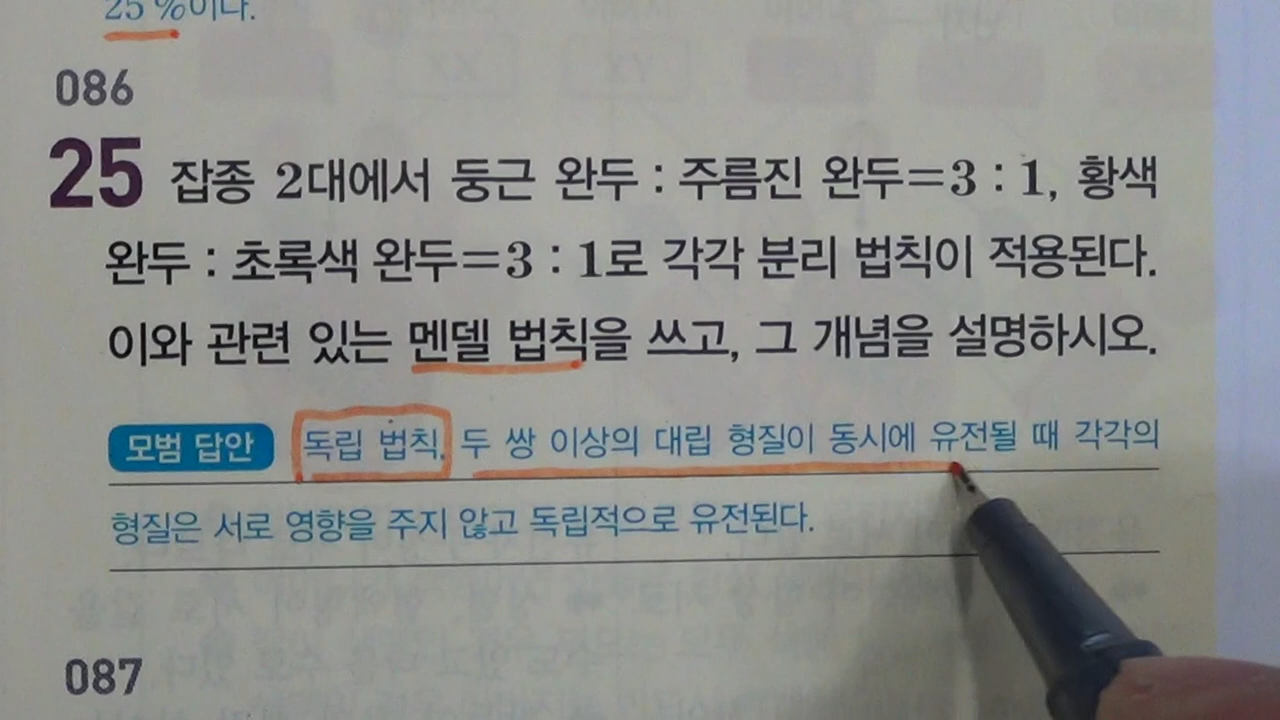 25 %이다.
086
25 잡종 2대에서 둥근 완두 : 주름진 완두=3 : 1, 황색
완두 : 초록색 완두=3 : 1로 각각 분리 법칙이 적용된다.
이와 관련 있는 멘델 법칙을 쓰고, 그 개념을 설명하시오.
모범 답안 독립 법칙, 두 쌍 이상의 대립 형질이 동시에 유전될 때 각각의
형질은 서로 영향을 주지 않고 독립적으로 유전된다.
087